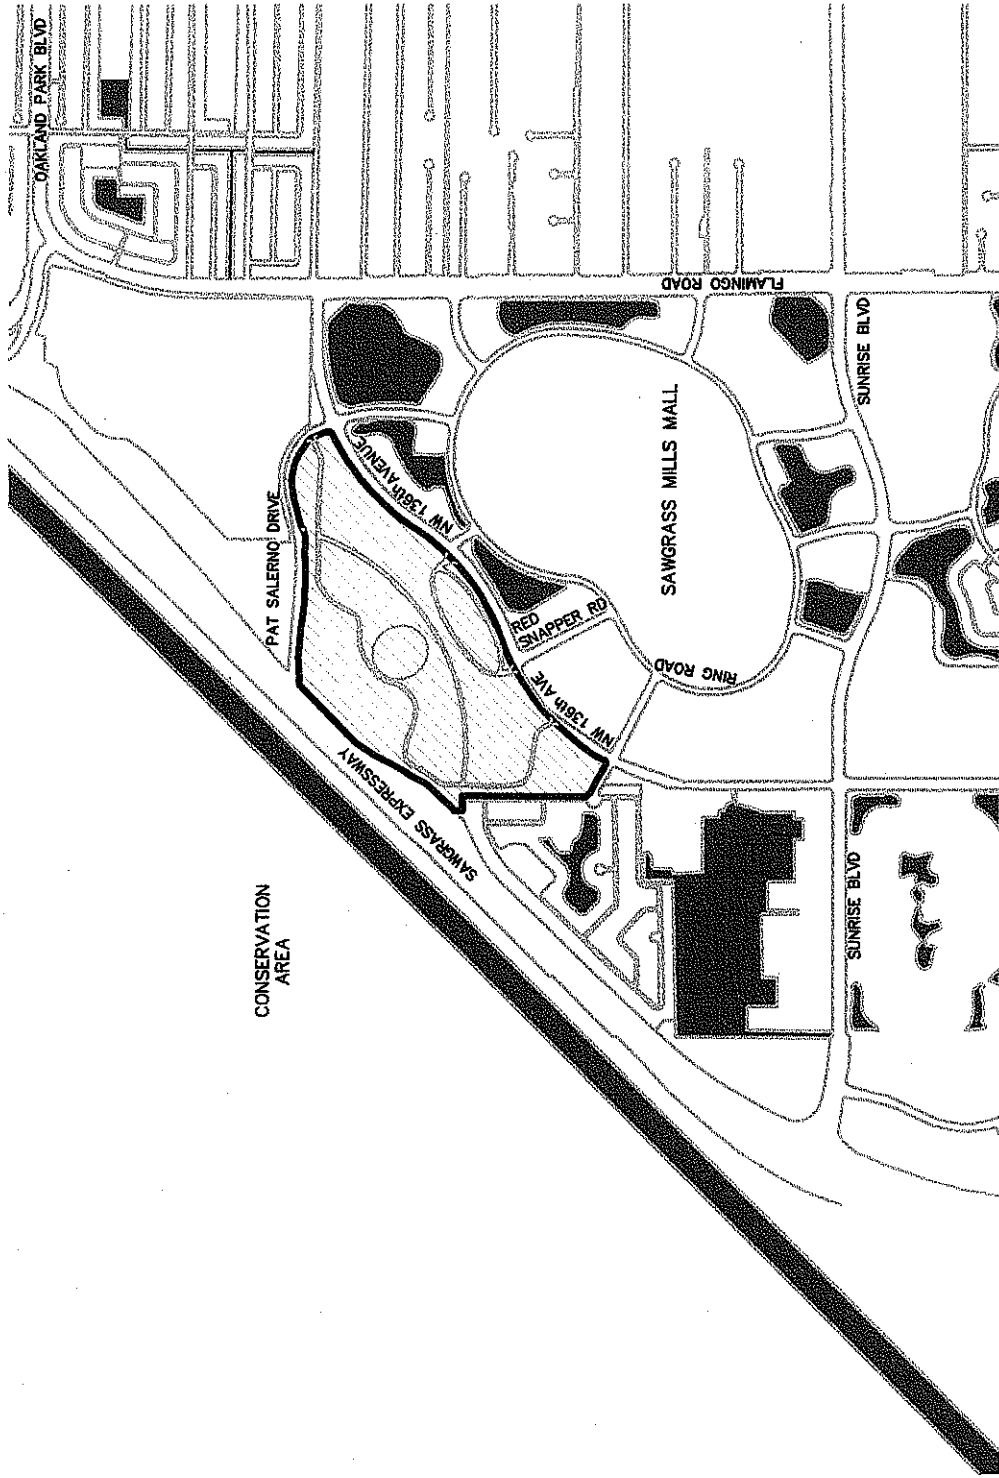 OAKLAND PARK BLVD
FLAMINGO ROAD
SUNRISE BLVD
PAT SALERNO DRIVE
NW 136th AVENUE
SAWGRASS MILLS MALL
RED
SNAPPER RD
NW 136th AVE
RING ROAD
SAWGRASS EXPRESSWAY
CONSERVATION
AREA
SUNRISE BLVD